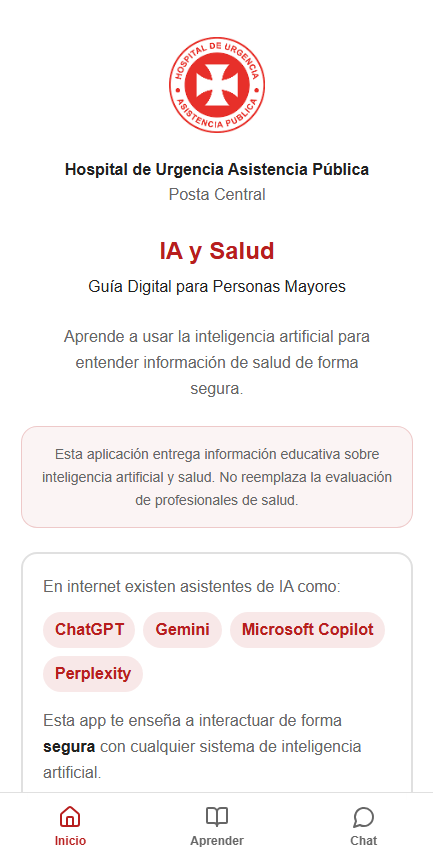 HOSPITAL DE URGENCIA
ASISTENCIA PUBLICA
Hospital de Urgencia Asistencia Pública
Posta Central
IA y Salud
Guía Digital para Personas Mayores
Aprende a usar la inteligencia artificial para
entender información de salud de forma
segura.
Esta aplicación entrega información educativa sobre
inteligencia artificial y salud. No reemplaza la evaluación
de profesionales de salud.
En internet existen asistentes de IA como:
ChatGPT Gemini Microsoft Copilot
Perplexity
Esta app te enseña a interactuar de forma
segura con cualquier sistema de inteligencia
artificial.
Inicio Aprender Chat